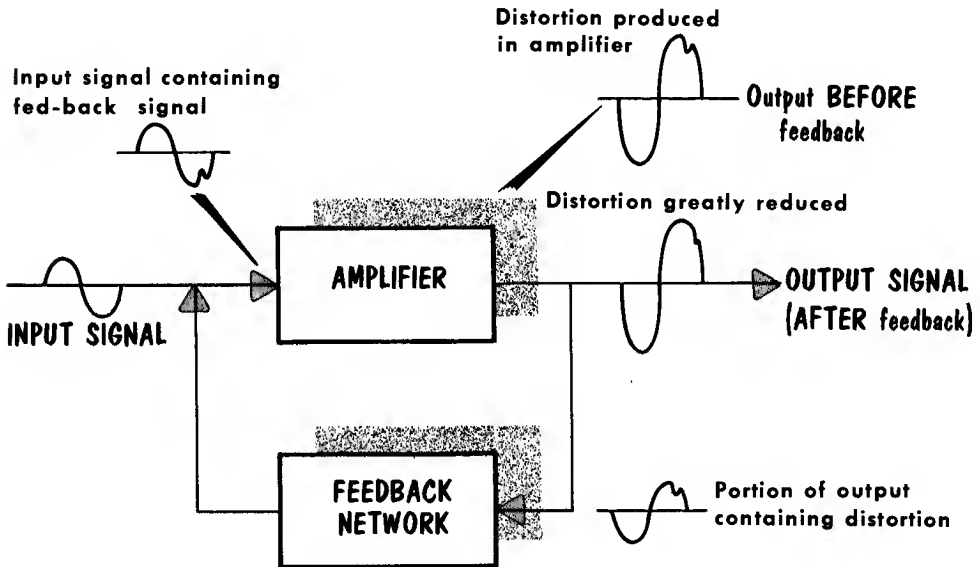 Distortion produced
in amplifier
Input signal containing
fed-back signal
Output BEFORE
feedback
Distortion greatly reduced
AMPLIFIER
INPUT SIGNAL
OUTPUT SIGNAL
(AFTER feedback)
FEEDBACK
NETWORK
Portion of output
containing distortion